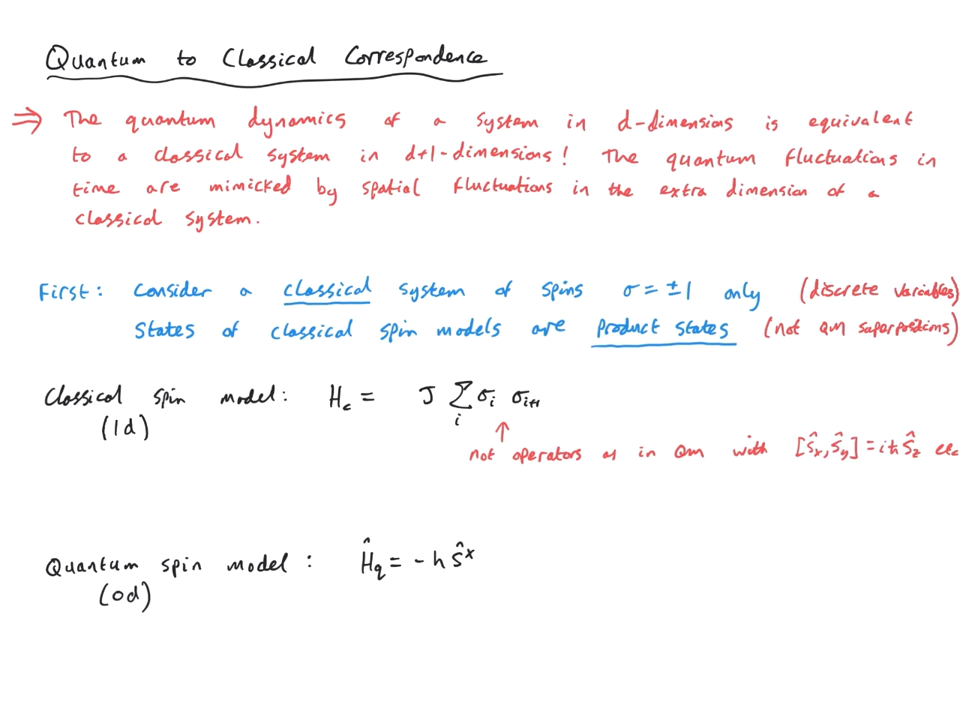 Quantum to Classical Correspondence
⇒ The quantum dynamics of a system in d-dimensions is equivalent
to a classical system in d+1-dimensions! The quantum fluctuations in
time are mimicked by spatial fluctuations in the extra dimension of a
classical system.
First: Consider a classical system of spins σ = ±1 only (discrete variables)
States of classical spin models are product states (not QM superpositions)
Classical spin model: H_c = J Σ_i σ_i σ_{i+1}
(1d)
↑
not operators as in QM with [Ŝ_x, Ŝ_y] = iħ Ŝ_z etc
Quantum spin model: Ĥ_q = - h Ŝ^x
(0d)